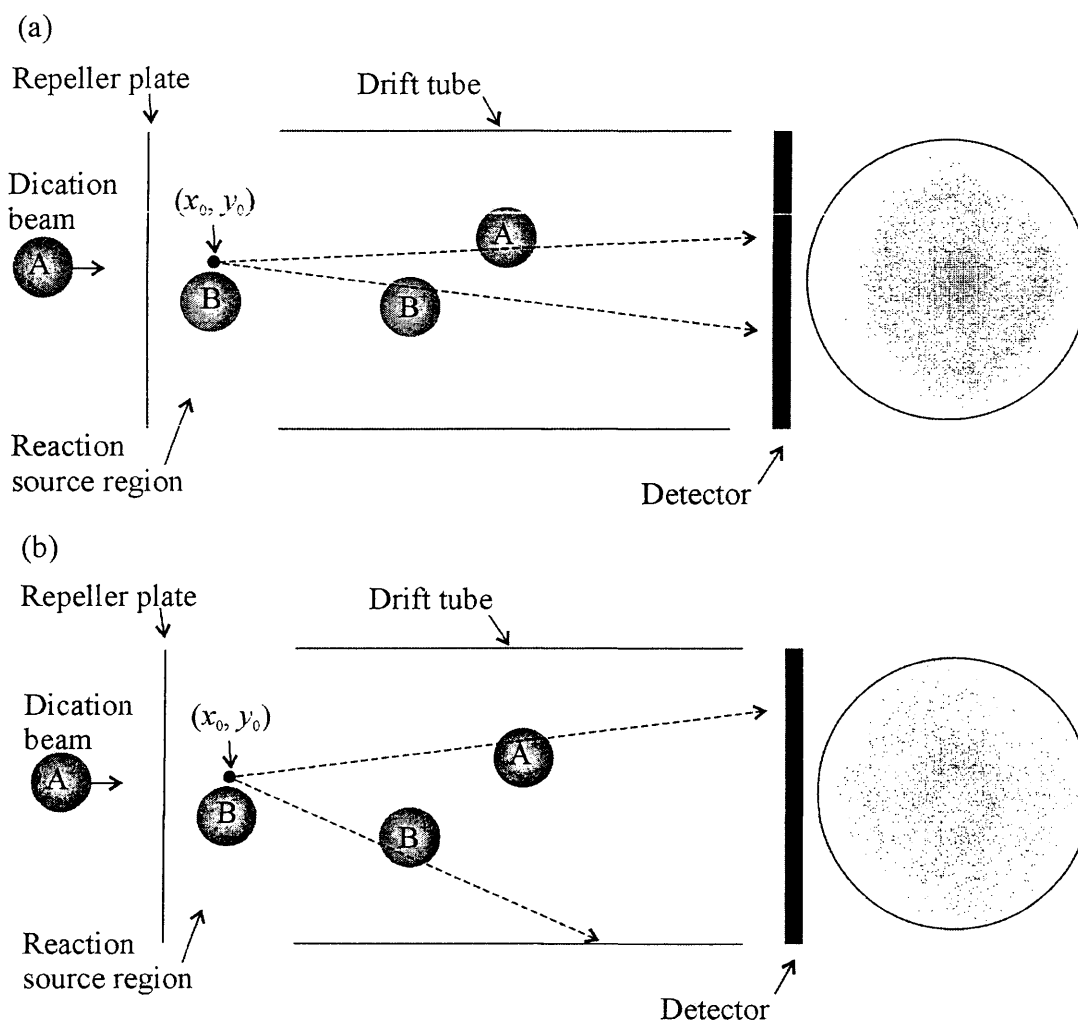 (a)
Repeller plate
Drift tube
Dication
beam
(x₀, y₀)
A
A
B
B
Reaction
source region
Detector
(b)
Repeller plate
Drift tube
Dication
beam
(x₀, y₀)
A
A
B
B
Reaction
source region
Detector